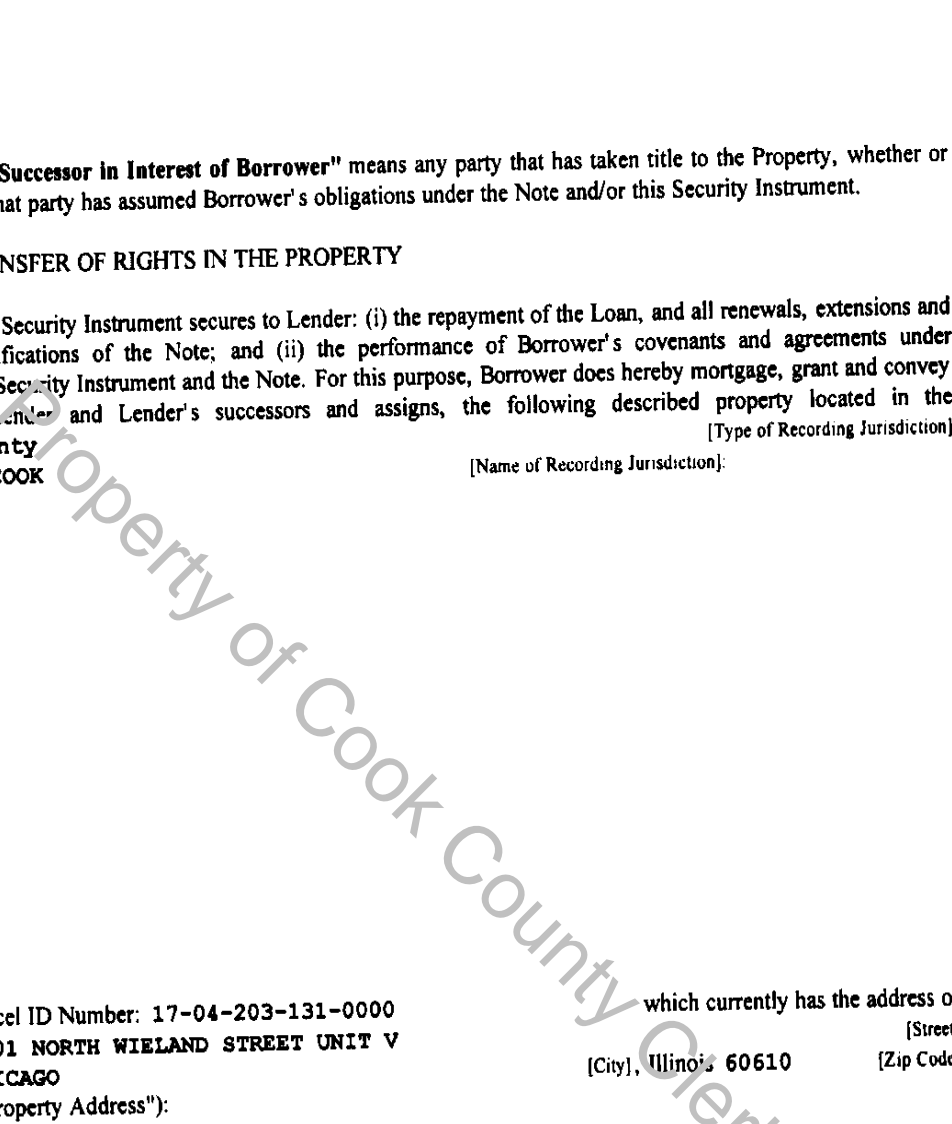 Successor in Interest of Borrower" means any party that has taken title to the Property, whether or
hat party has assumed Borrower's obligations under the Note and/or this Security Instrument.
NSFER OF RIGHTS IN THE PROPERTY
Security Instrument secures to Lender: (i) the repayment of the Loan, and all renewals, extensions and
fications of the Note; and (ii) the performance of Borrower's covenants and agreements under
Security Instrument and the Note. For this purpose, Borrower does hereby mortgage, grant and convey
ender and Lender's successors and assigns, the following described property located in the
nty [Type of Recording Jurisdiction]
COOK [Name of Recording Jurisdiction]:
Property of Cook County Cler
cel ID Number: 17-04-203-131-0000 which currently has the address o
01 NORTH WIELAND STREET UNIT V [Street
ICAGO [City], Illinois 60610 [Zip Code
roperty Address"):